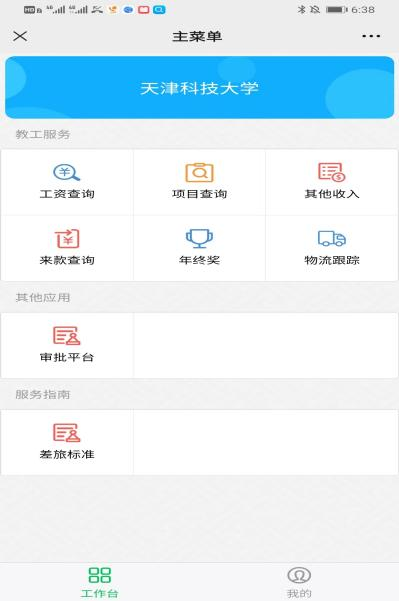 HD 4G 4G 6:38
主菜单
天津科技大学
教工服务
工资查询 项目查询 其他收入
来款查询 年终奖 物流跟踪
其他应用
审批平台
服务指南
差旅标准
工作台 我的